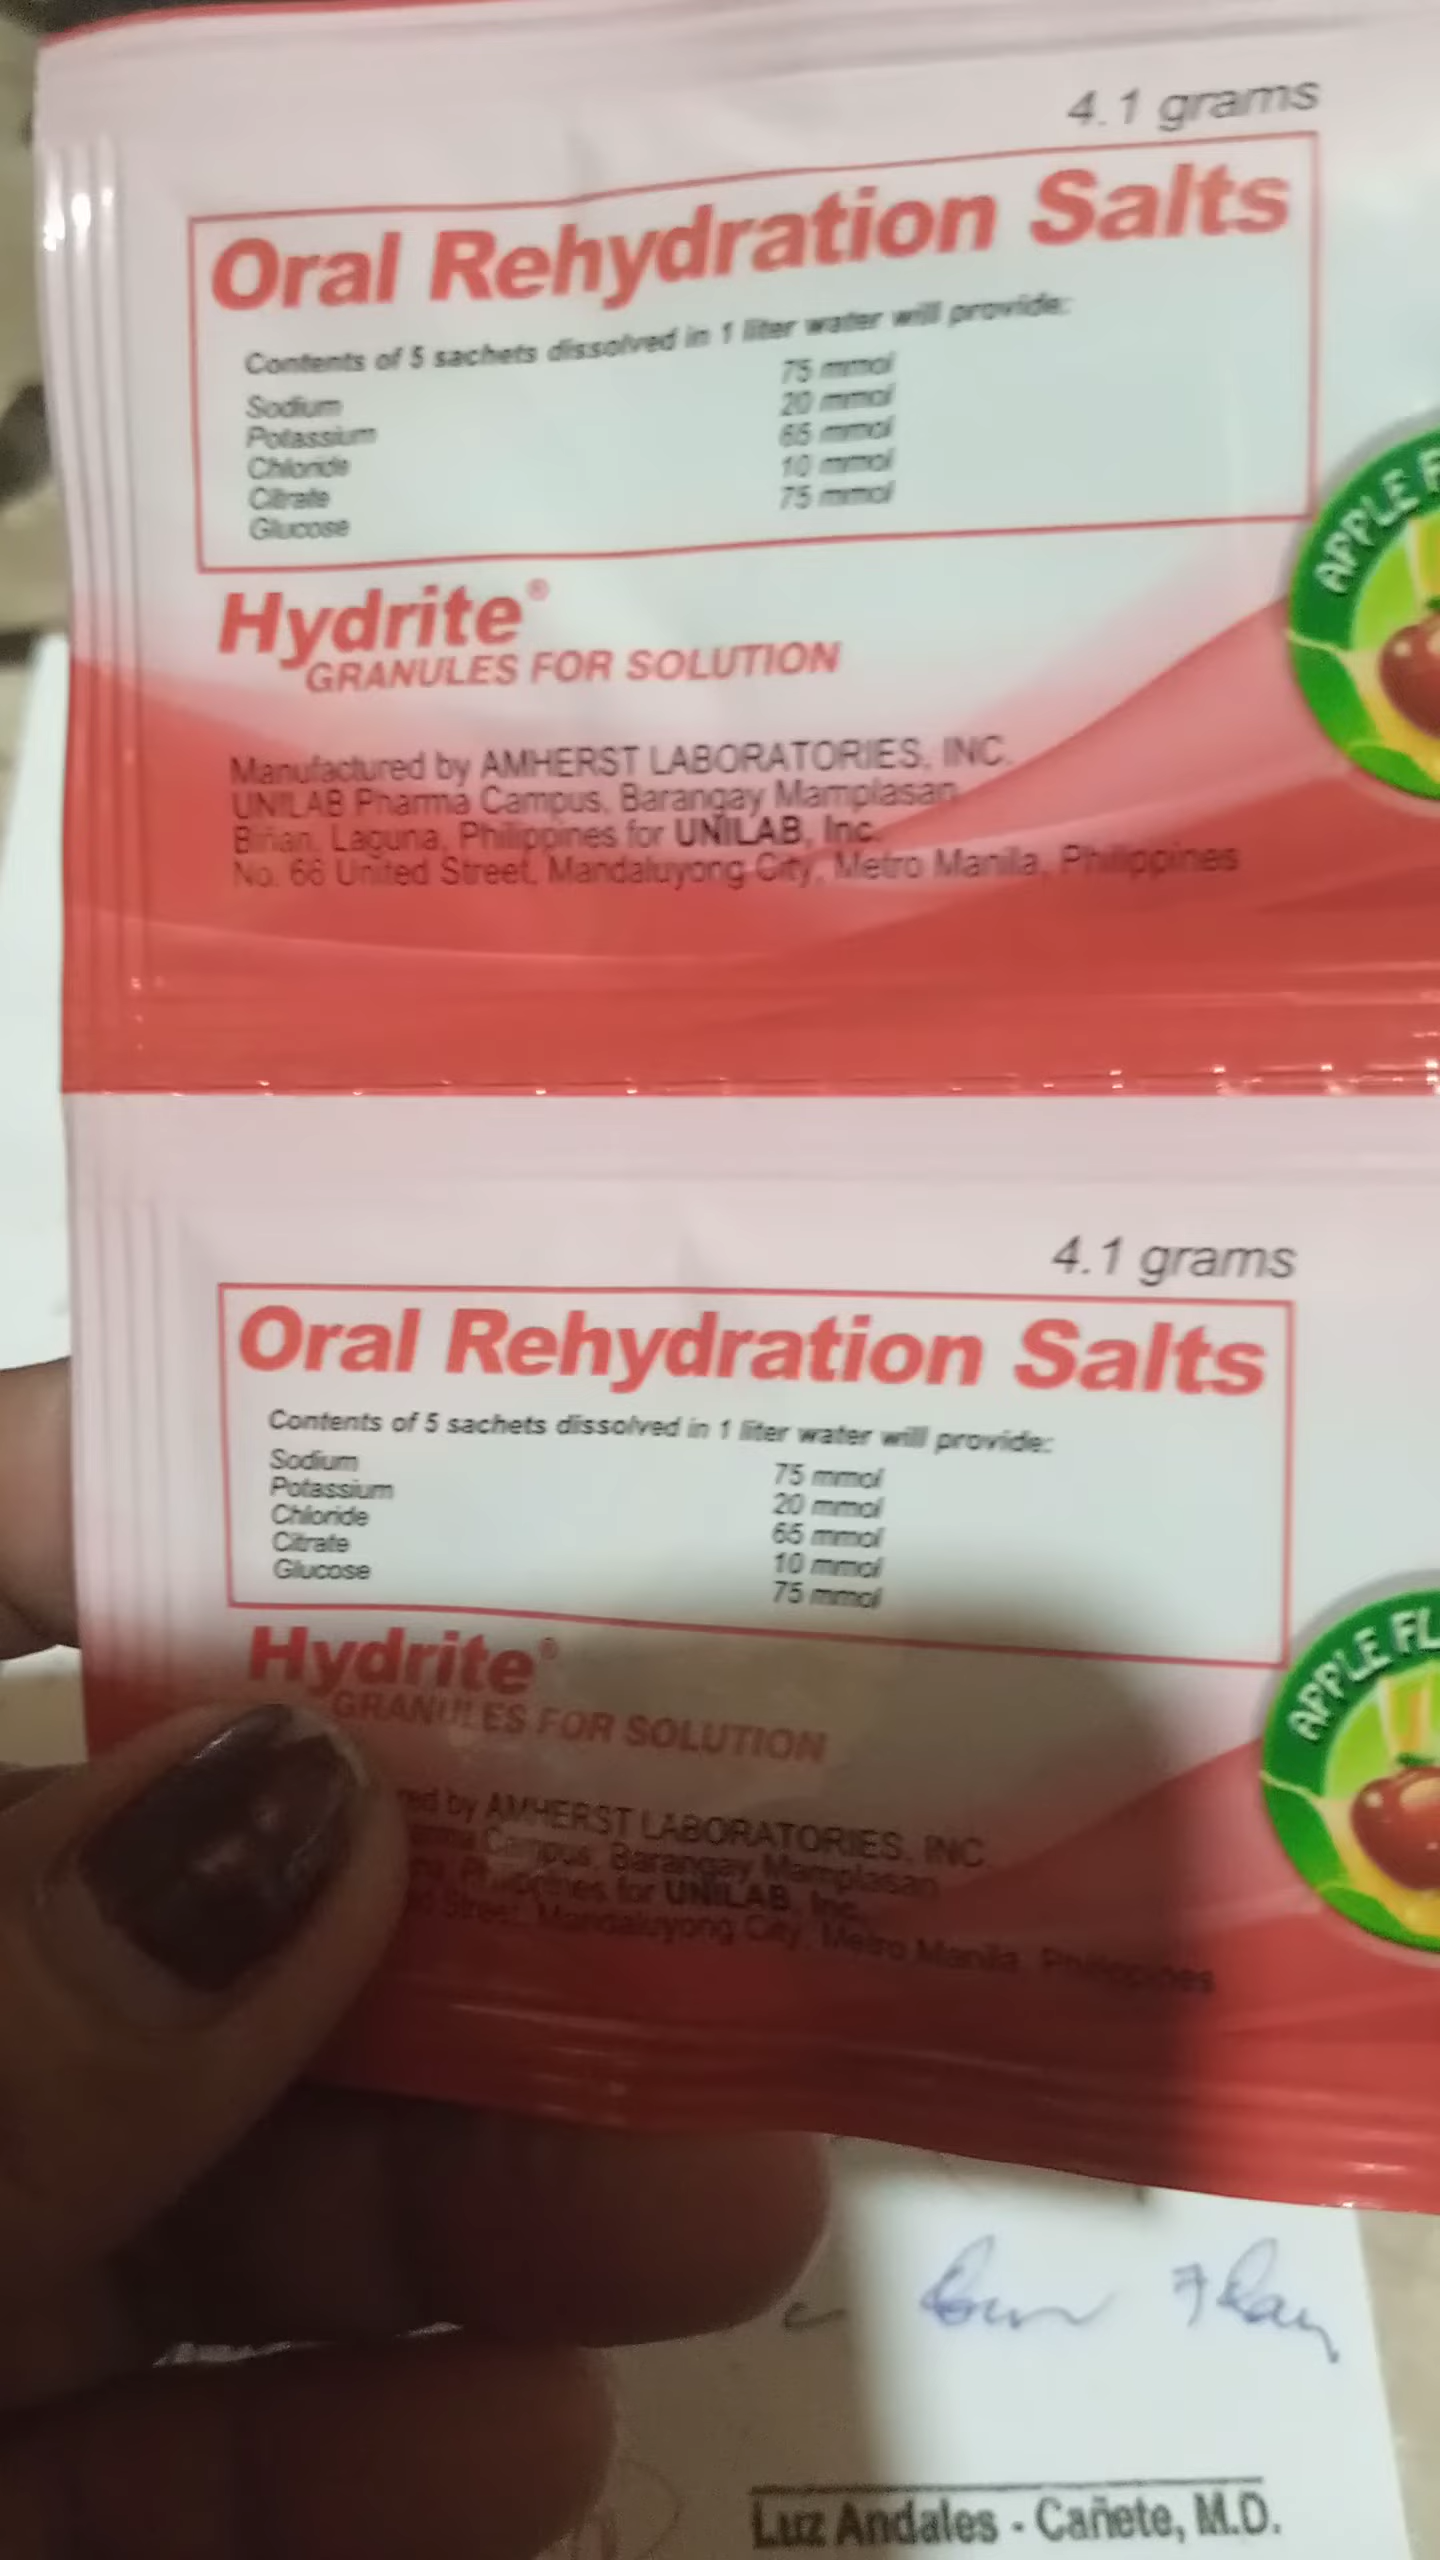 4.1 grams
Oral Rehydration Salts
Contents of 5 sachets dissolved in 1 liter water will provide:
Sodium 75 mmol
Potassium 20 mmol
Chloride 65 mmol
Citrate 10 mmol
Glucose 75 mmol
APPLE F
Hydrite®
GRANULES FOR SOLUTION
Manufactured by AMHERST LABORATORIES, INC.
UNILAB Pharma Campus, Barangay Mamplasan
Biñan, Laguna, Philippines for UNILAB, Inc.
No. 66 United Street, Mandaluyong City, Metro Manila, Philippines
4.1 grams
Oral Rehydration Salts
Contents of 5 sachets dissolved in 1 liter water will provide:
Sodium 75 mmol
Potassium 20 mmol
Chloride 65 mmol
Citrate 10 mmol
Glucose 75 mmol
APPLE FL
Hydrite®
GRANULES FOR SOLUTION
red by AMHERST LABORATORIES, INC.
Campus, Barangay Mamplasan
Philippines for UNILAB, Inc.
Street, Mandaluyong City, Metro Manila, Philippines
Luz Andales - Cañete, M.D.